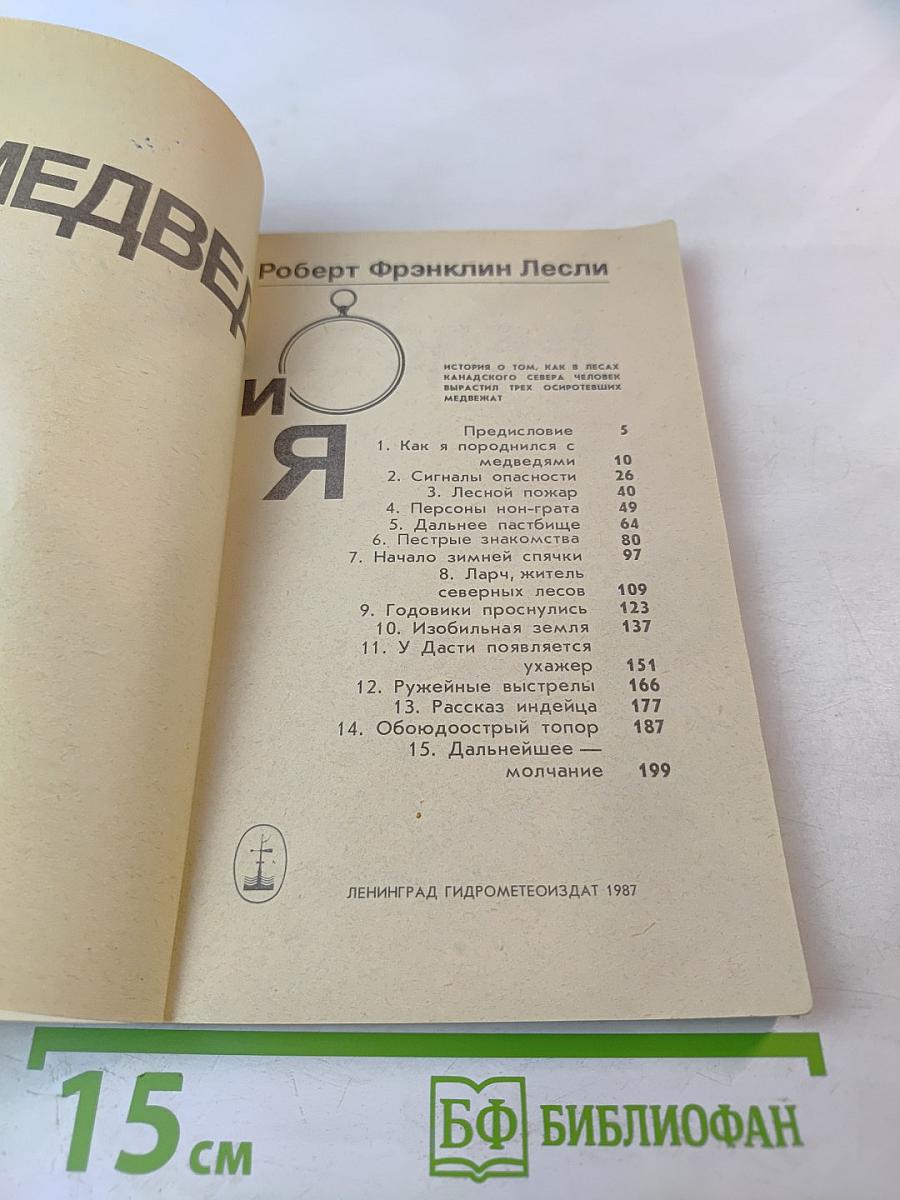 МЕДВЕД
Роберт Фрэнклин Лесли
и
Я
ИСТОРИЯ О ТОМ, КАК В ЛЕСАХ
КАНАДСКОГО СЕВЕРА ЧЕЛОВЕК
ВЫРАСТИЛ ТРЕХ ОСИРОТЕВШИХ
МЕДВЕЖАТ
Предисловие 5
1. Как я породнился с
медведями 10
2. Сигналы опасности 26
3. Лесной пожар 40
4. Персоны нон-грата 49
5. Дальнее пастбище 64
6. Пестрые знакомства 80
7. Начало зимней спячки 97
8. Ларч, житель
северных лесов 109
9. Годовики проснулись 123
10. Изобильная земля 137
11. У Дасти появляется
ухажер 151
12. Ружейные выстрелы 166
13. Рассказ индейца 177
14. Обоюдоострый топор 187
15. Дальнейшее —
молчание 199
ЛЕНИНГРАД ГИДРОМЕТЕОИЗДАТ 1987
15 см
БФ БИБЛИОФАН